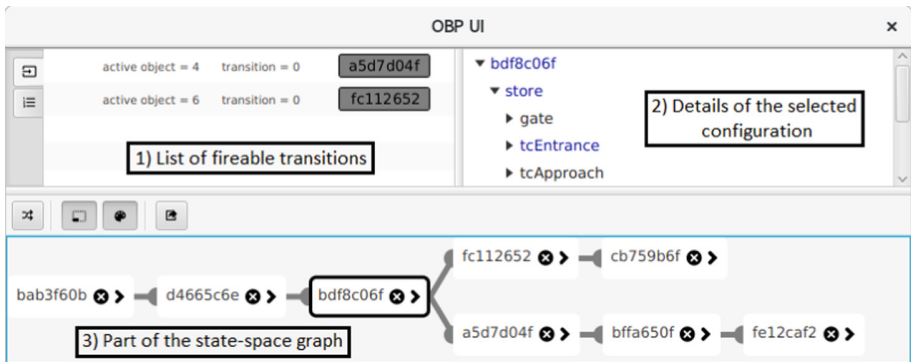 OBP UI
active object = 4 transition = 0 a5d7d04f
active object = 6 transition = 0 fc112652
1) List of fireable transitions
bdf8c06f
store
gate
tcEntrance
tcApproach
2) Details of the selected
configuration
fc112652 cb759b6f
bab3f60b d4665c6e bdf8c06f
a5d7d04f bffa650f fe12caf2
3) Part of the state-space graph